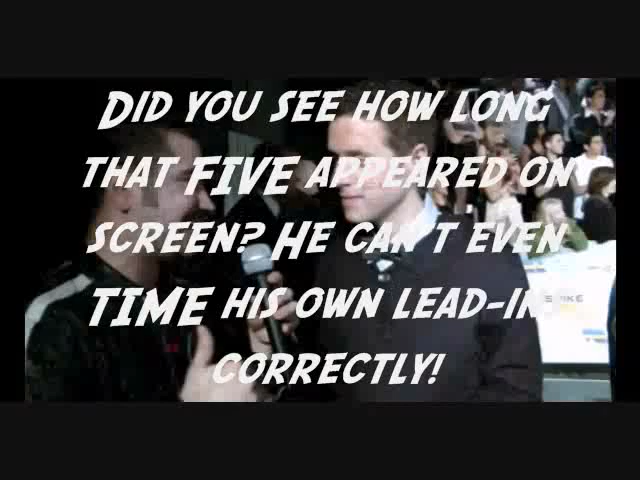 DID YOU SEE HOW LONG
THAT FIVE APPEARED ON
SCREEN? HE CAN'T EVEN
TIME HIS OWN LEAD-IN
CORRECTLY!
SPIKE